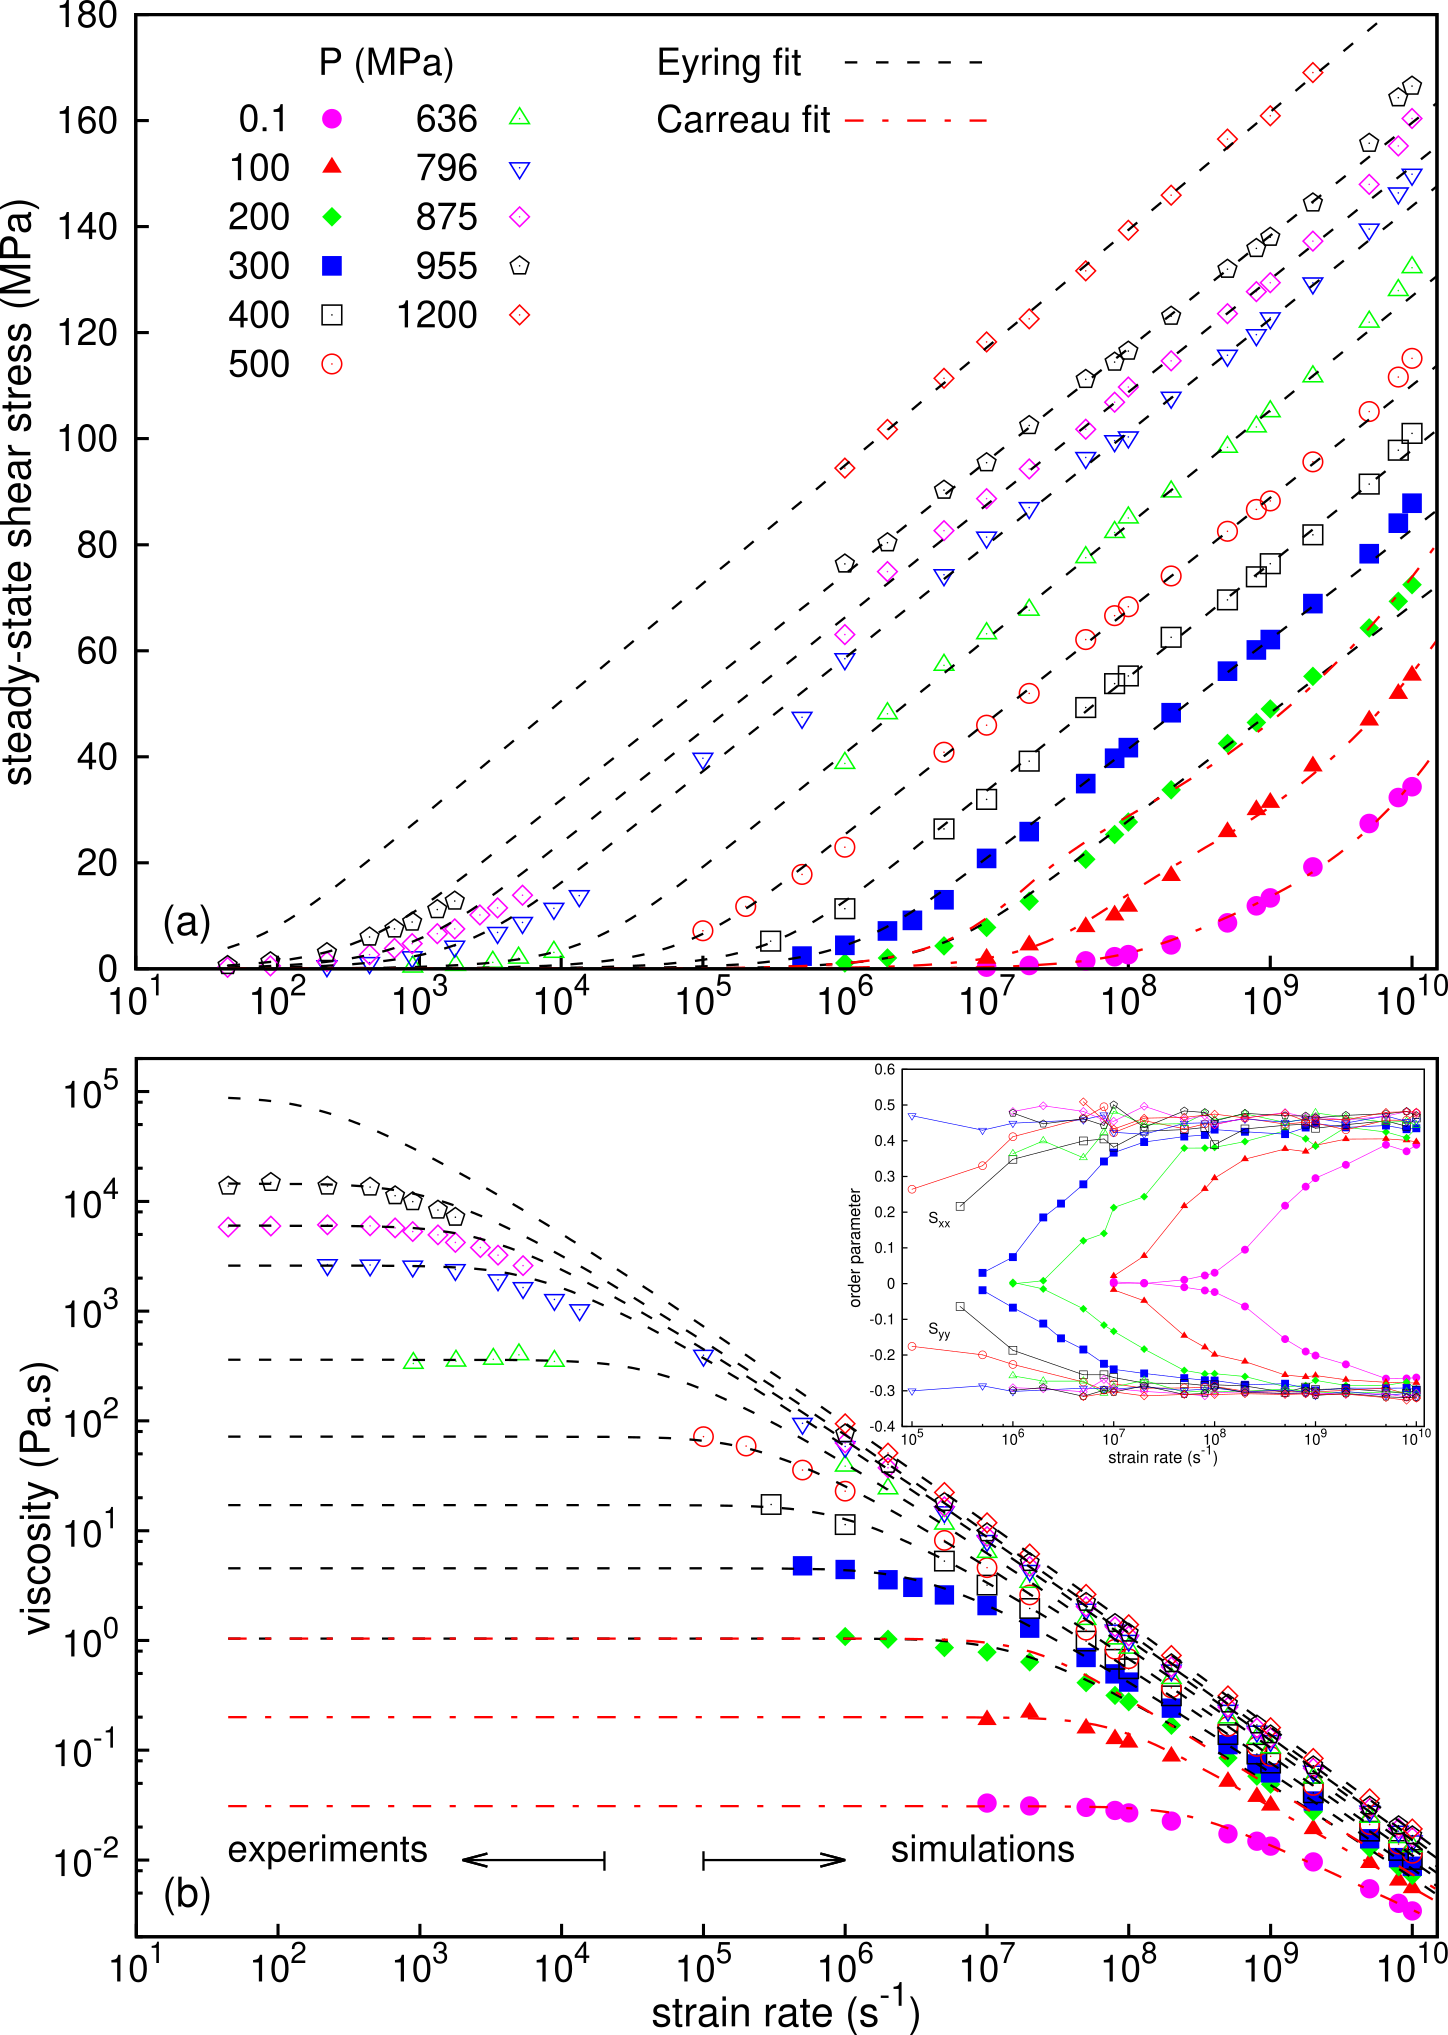 180
160
140
120
100
80
60
40
20
0
steady-state shear stress (MPa)
P (MPa)
0.1 636
100 796
200 875
300 955
400 1200
500
Eyring fit
Carreau fit
(a)
10^1 10^2 10^3 10^4 10^5 10^6 10^7 10^8 10^9 10^10
10^5
10^4
10^3
10^2
10^1
10^0
10^-1
10^-2
viscosity (Pa.s)
0.6
0.5
0.4
0.3
0.2
0.1
0
-0.1
-0.2
-0.3
-0.4
order parameter
S_xx
S_yy
10^5 10^6 10^7 10^8 10^9 10^10
strain rate (s^-1)
experiments simulations
(b)
10^1 10^2 10^3 10^4 10^5 10^6 10^7 10^8 10^9 10^10
strain rate (s^-1)